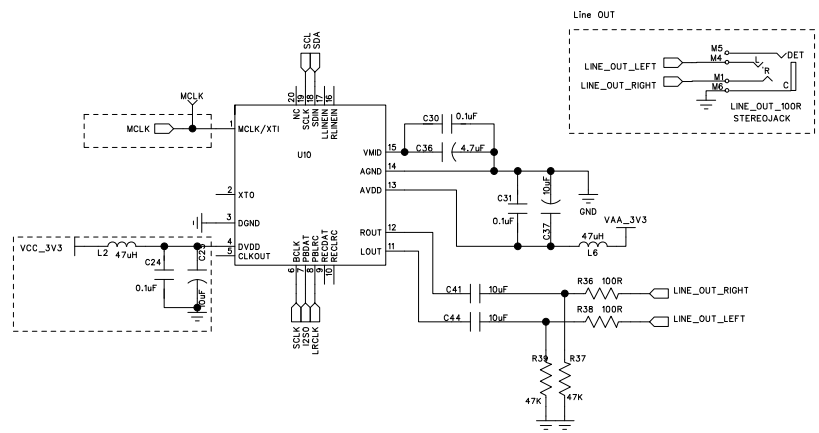 Line OUT
M5
M4
DET
LINE_OUT_LEFT
L
R
LINE_OUT_RIGHT
M1
M6
C
LINE_OUT_100R
STEREOJACK
SCL
SDA
MCLK
MCLK
20
19
18
17
16
NC
SCLK
SDIN
LLINEIN
RLINEIN
1
MCLK/XTI
U10
C30
0.1uF
C36
4.7uF
VMID
15
AGND
14
AVDD
13
2
XTO
3
DGND
C31
0.1uF
10uF
C37
GND
VAA_3V3
47uH
L6
VCC_3V3
L2
47uH
4
DVDD
5
CLKOUT
C24
0.1uF
C23
10uF
ROUT
12
LOUT
11
BCLK
PBDAT
PBLRC
RECDAT
RECLRC
6
7
8
9
10
SCLK
I2SO
LRCLK
C41
10uF
R36
100R
LINE_OUT_RIGHT
C44
10uF
R38
100R
LINE_OUT_LEFT
R39
R37
47K
47K